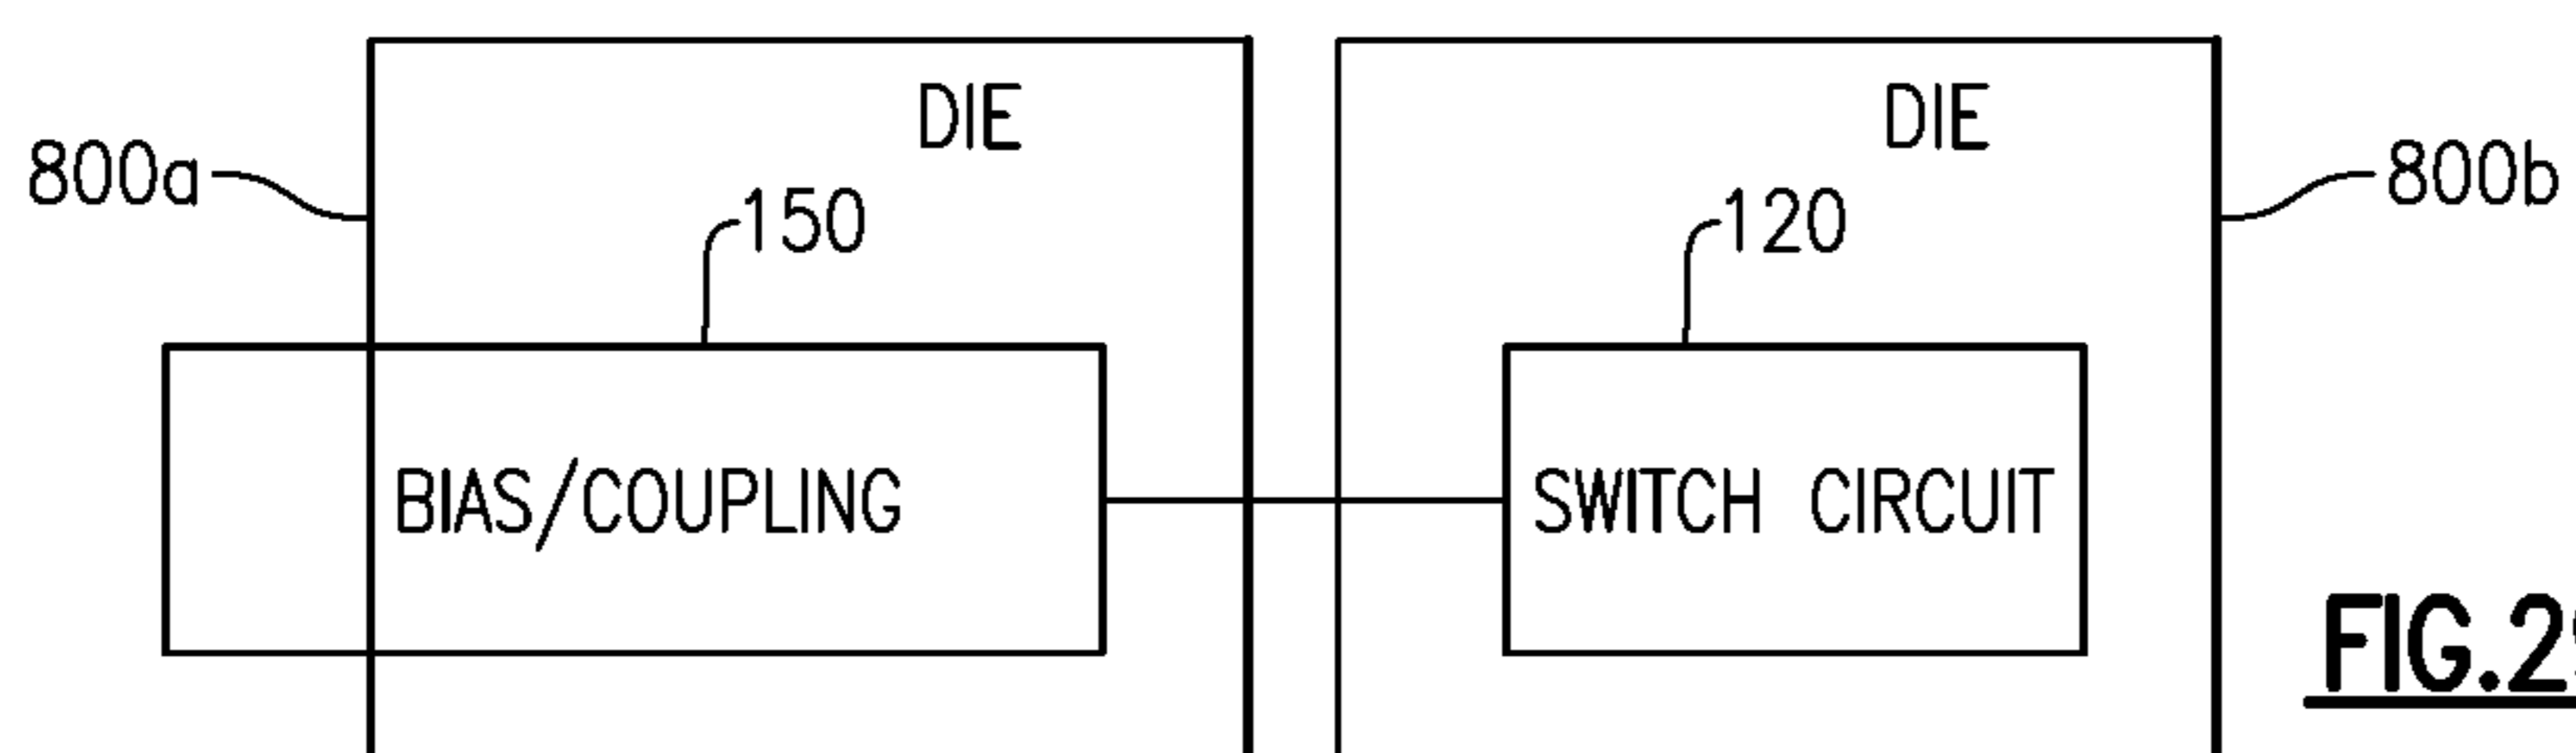 DIE
DIE
800a
800b
150
120
BIAS/COUPLING
SWITCH CIRCUIT